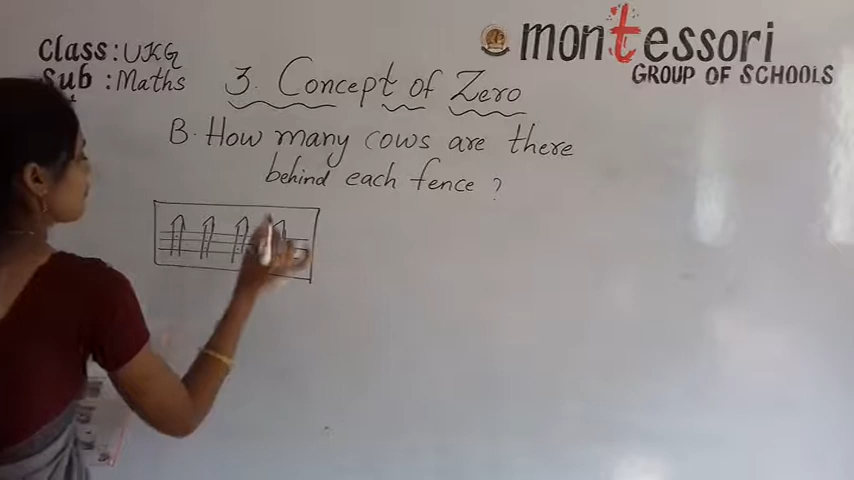 montessori
GROUP OF SCHOOLS
Class: UKG
Sub : Maths
3. Concept of Zero
B. How many cows are there
behind each fence ?